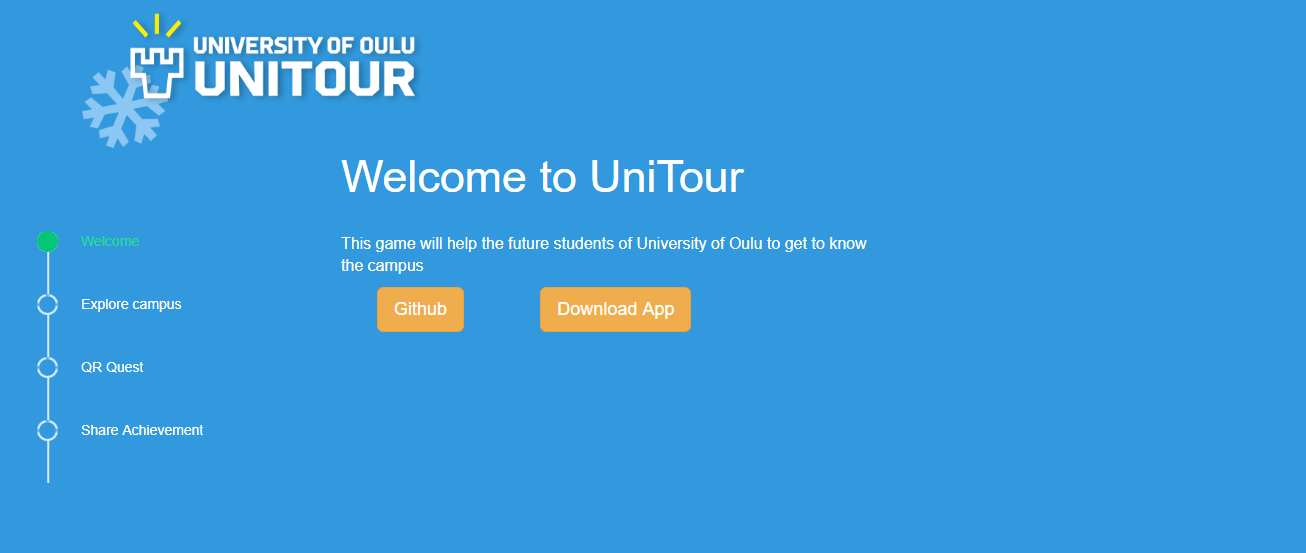 UNIVERSITY OF OULU
UNITOUR
Welcome to UniTour
This game will help the future students of University of Oulu to get to know
the campus
Github
Download App
Welcome
Explore campus
QR Quest
Share Achievement